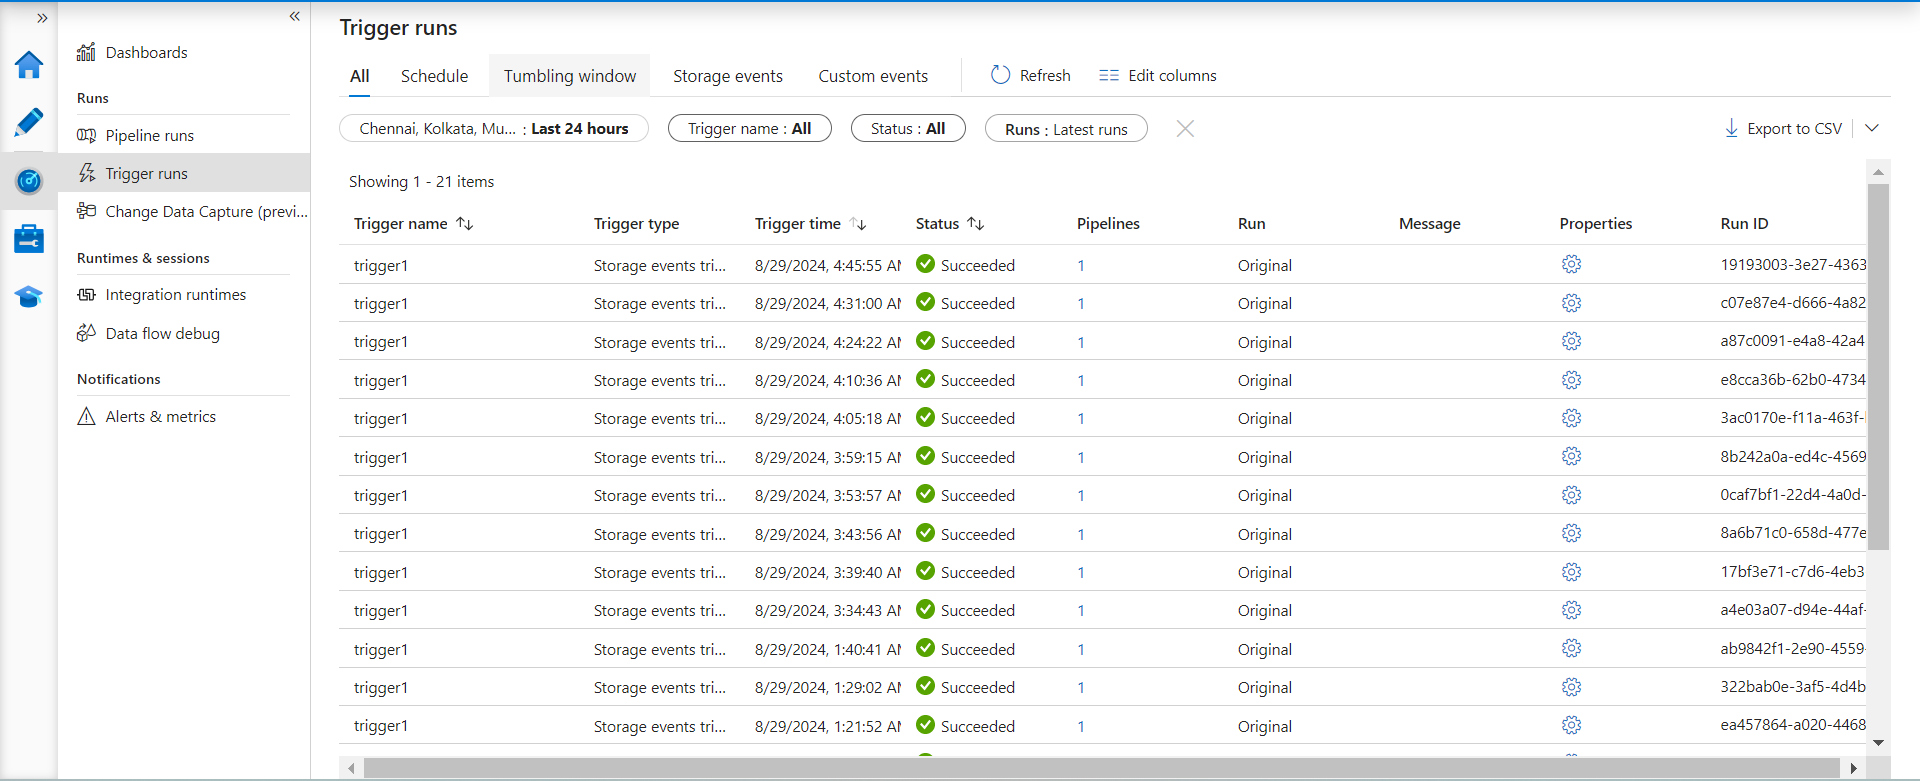 Trigger runs
Dashboards
Runs
Pipeline runs
Trigger runs
Change Data Capture (previ...
Runtimes & sessions
Integration runtimes
Data flow debug
Notifications
Alerts & metrics
All Schedule Tumbling window Storage events Custom events Refresh Edit columns
Chennai, Kolkata, Mu... : Last 24 hours Trigger name : All Status : All Runs : Latest runs Export to CSV
Showing 1 - 21 items
Trigger name Trigger type Trigger time Status Pipelines Run Message Properties Run ID
trigger1 Storage events tri... 8/29/2024, 4:45:55 AM Succeeded 1 Original 19193003-3e27-4363
trigger1 Storage events tri... 8/29/2024, 4:31:00 AM Succeeded 1 Original c07e87e4-d666-4a82
trigger1 Storage events tri... 8/29/2024, 4:24:22 AM Succeeded 1 Original a87c0091-e4a8-42a4
trigger1 Storage events tri... 8/29/2024, 4:10:36 AM Succeeded 1 Original e8cca36b-62b0-4734
trigger1 Storage events tri... 8/29/2024, 4:05:18 AM Succeeded 1 Original 3ac0170e-f11a-463f-
trigger1 Storage events tri... 8/29/2024, 3:59:15 AM Succeeded 1 Original 8b242a0a-ed4c-4569
trigger1 Storage events tri... 8/29/2024, 3:53:57 AM Succeeded 1 Original 0caf7bf1-22d4-4a0d-
trigger1 Storage events tri... 8/29/2024, 3:43:56 AM Succeeded 1 Original 8a6b71c0-658d-477e
trigger1 Storage events tri... 8/29/2024, 3:39:40 AM Succeeded 1 Original 17bf3e71-c7d6-4eb3
trigger1 Storage events tri... 8/29/2024, 3:34:43 AM Succeeded 1 Original a4e03a07-d94e-44af-
trigger1 Storage events tri... 8/29/2024, 1:40:41 AM Succeeded 1 Original ab9842f1-2e90-4559-
trigger1 Storage events tri... 8/29/2024, 1:29:02 AM Succeeded 1 Original 322bab0e-3af5-4d4b
trigger1 Storage events tri... 8/29/2024, 1:21:52 AM Succeeded 1 Original ea457864-a020-4468